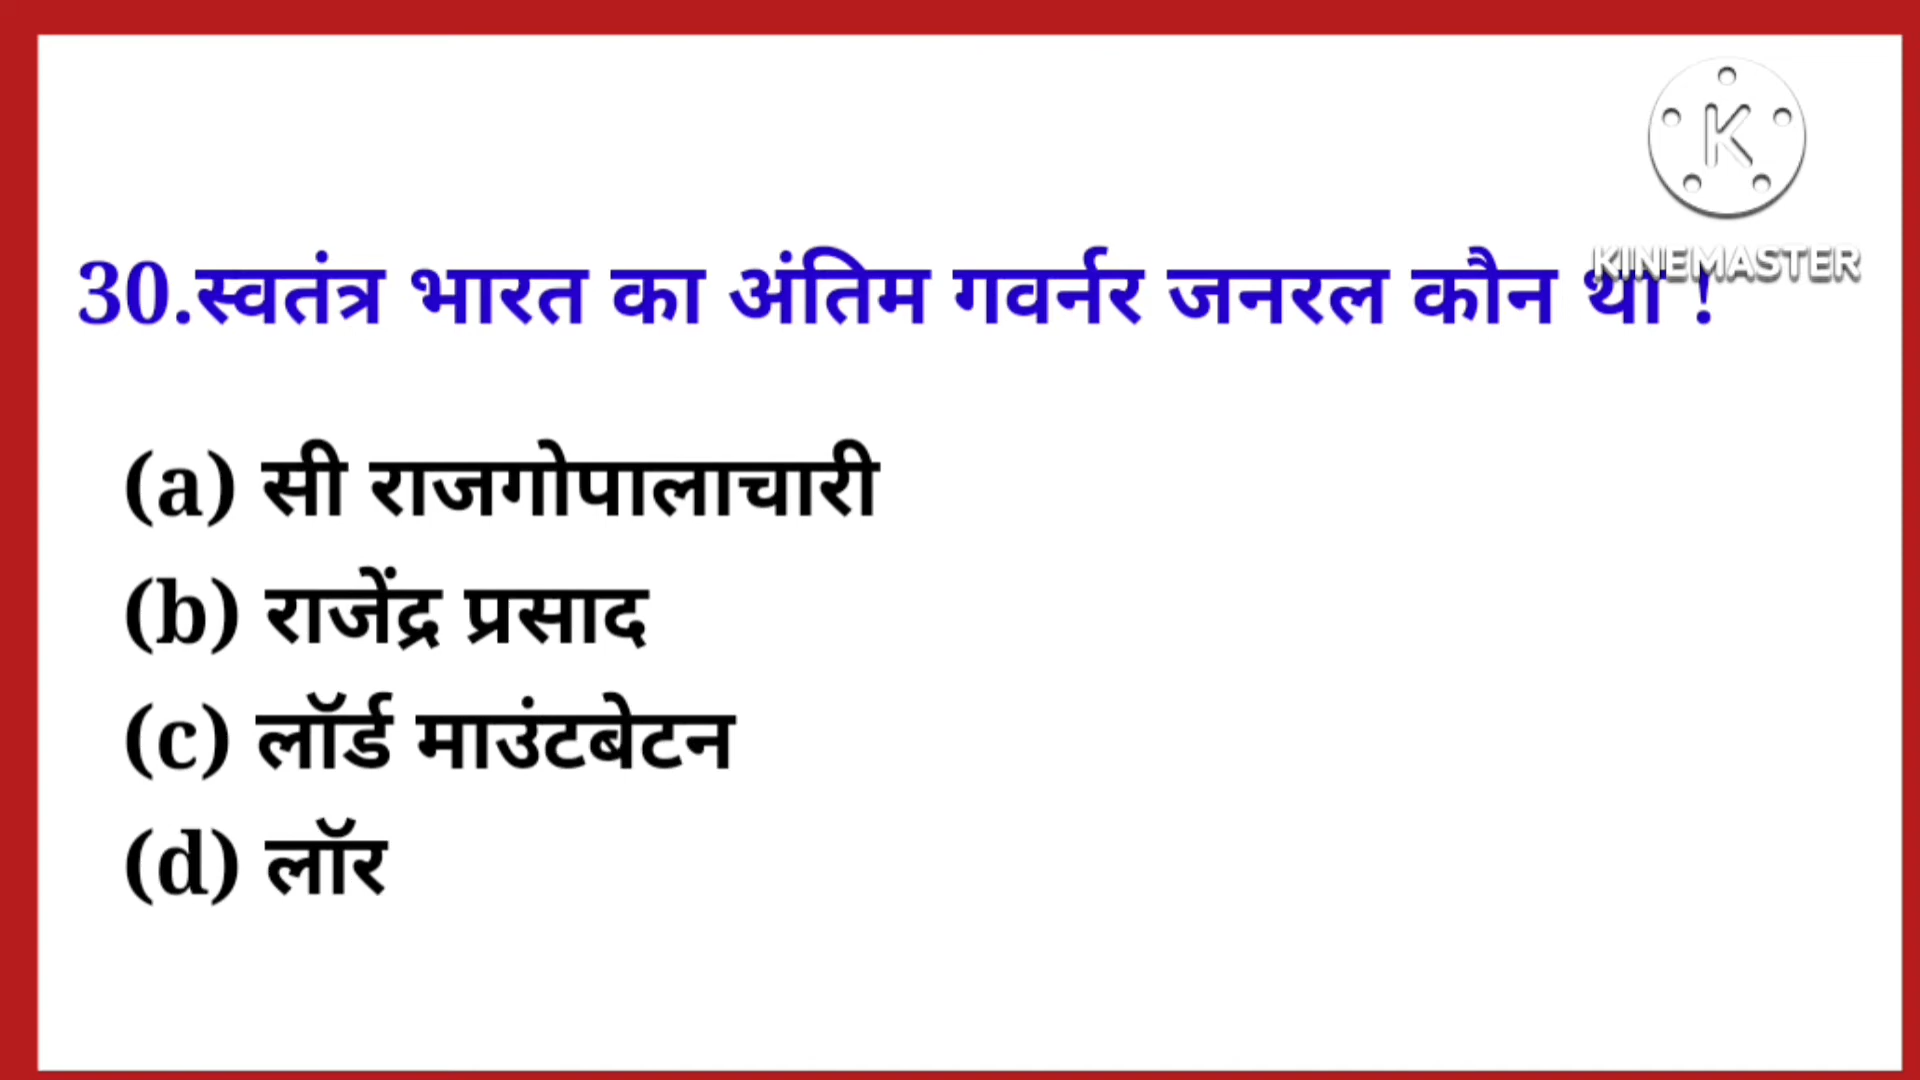 K
KINEMASTER
30.स्वतंत्र भारत का अंतिम गवर्नर जनरल कौन था !
(a) सी राजगोपालाचारी
(b) राजेंद्र प्रसाद
(c) लॉर्ड माउंटबेटन
(d) लॉर